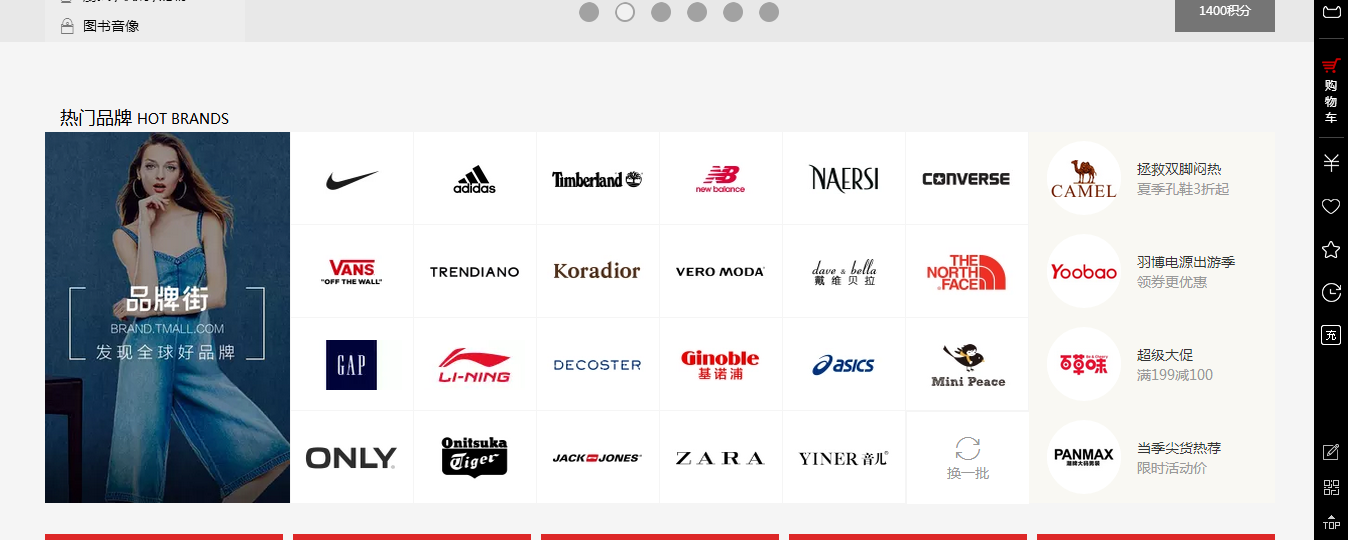 图书音像
1400积分
购物车
热门品牌 HOT BRANDS
品牌街
BRAND.TMALL.COM
发现全球好品牌
adidas
Timberland
NB
new balance
NAERSI
CONVERSE
CAMEL
拯救双脚闷热
夏季孔鞋3折起
VANS
"OFF THE WALL"
TRENDIANO
Koradior
VERO MODA
dave & bella
戴维贝拉
THE NORTH FACE
Yoobao
羽博电源出游季
领券更优惠
GAP
LI-NING
DECOSTER
Ginoble
基诺浦
ASICS
Mini Peace
百草味
超级大促
满199减100
充
ONLY
Onitsuka
Tiger
JACK JONES
ZARA
YINER 音儿
换一批
PANMAX
潮牌大码男装
当季尖货热荐
限时活动价
TOP